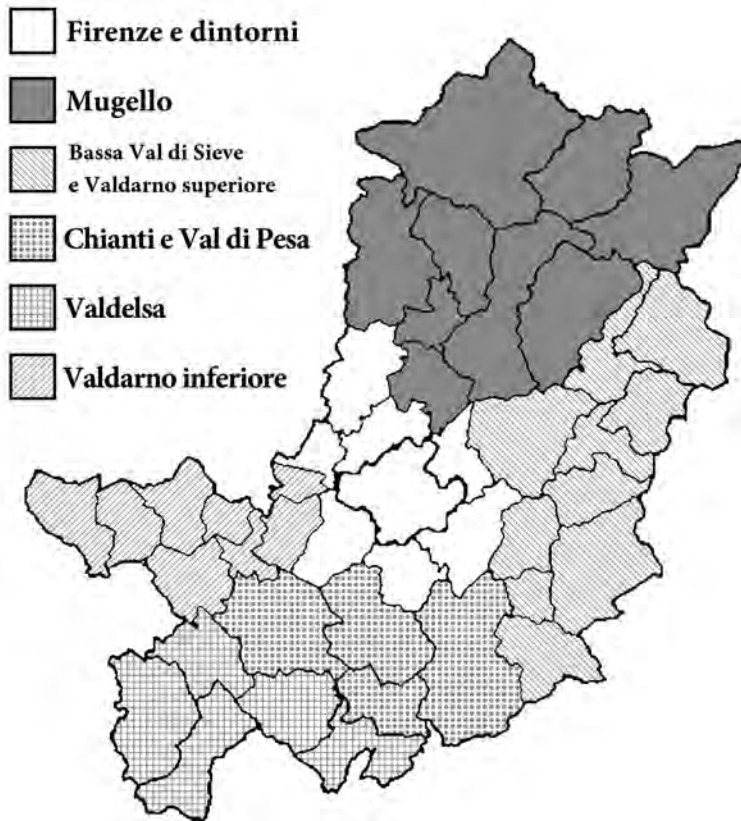 Firenze e dintorni
Mugello
Bassa Val di Sieve
e Valdarno superiore
Chianti e Val di Pesa
Valdelsa
Valdarno inferiore